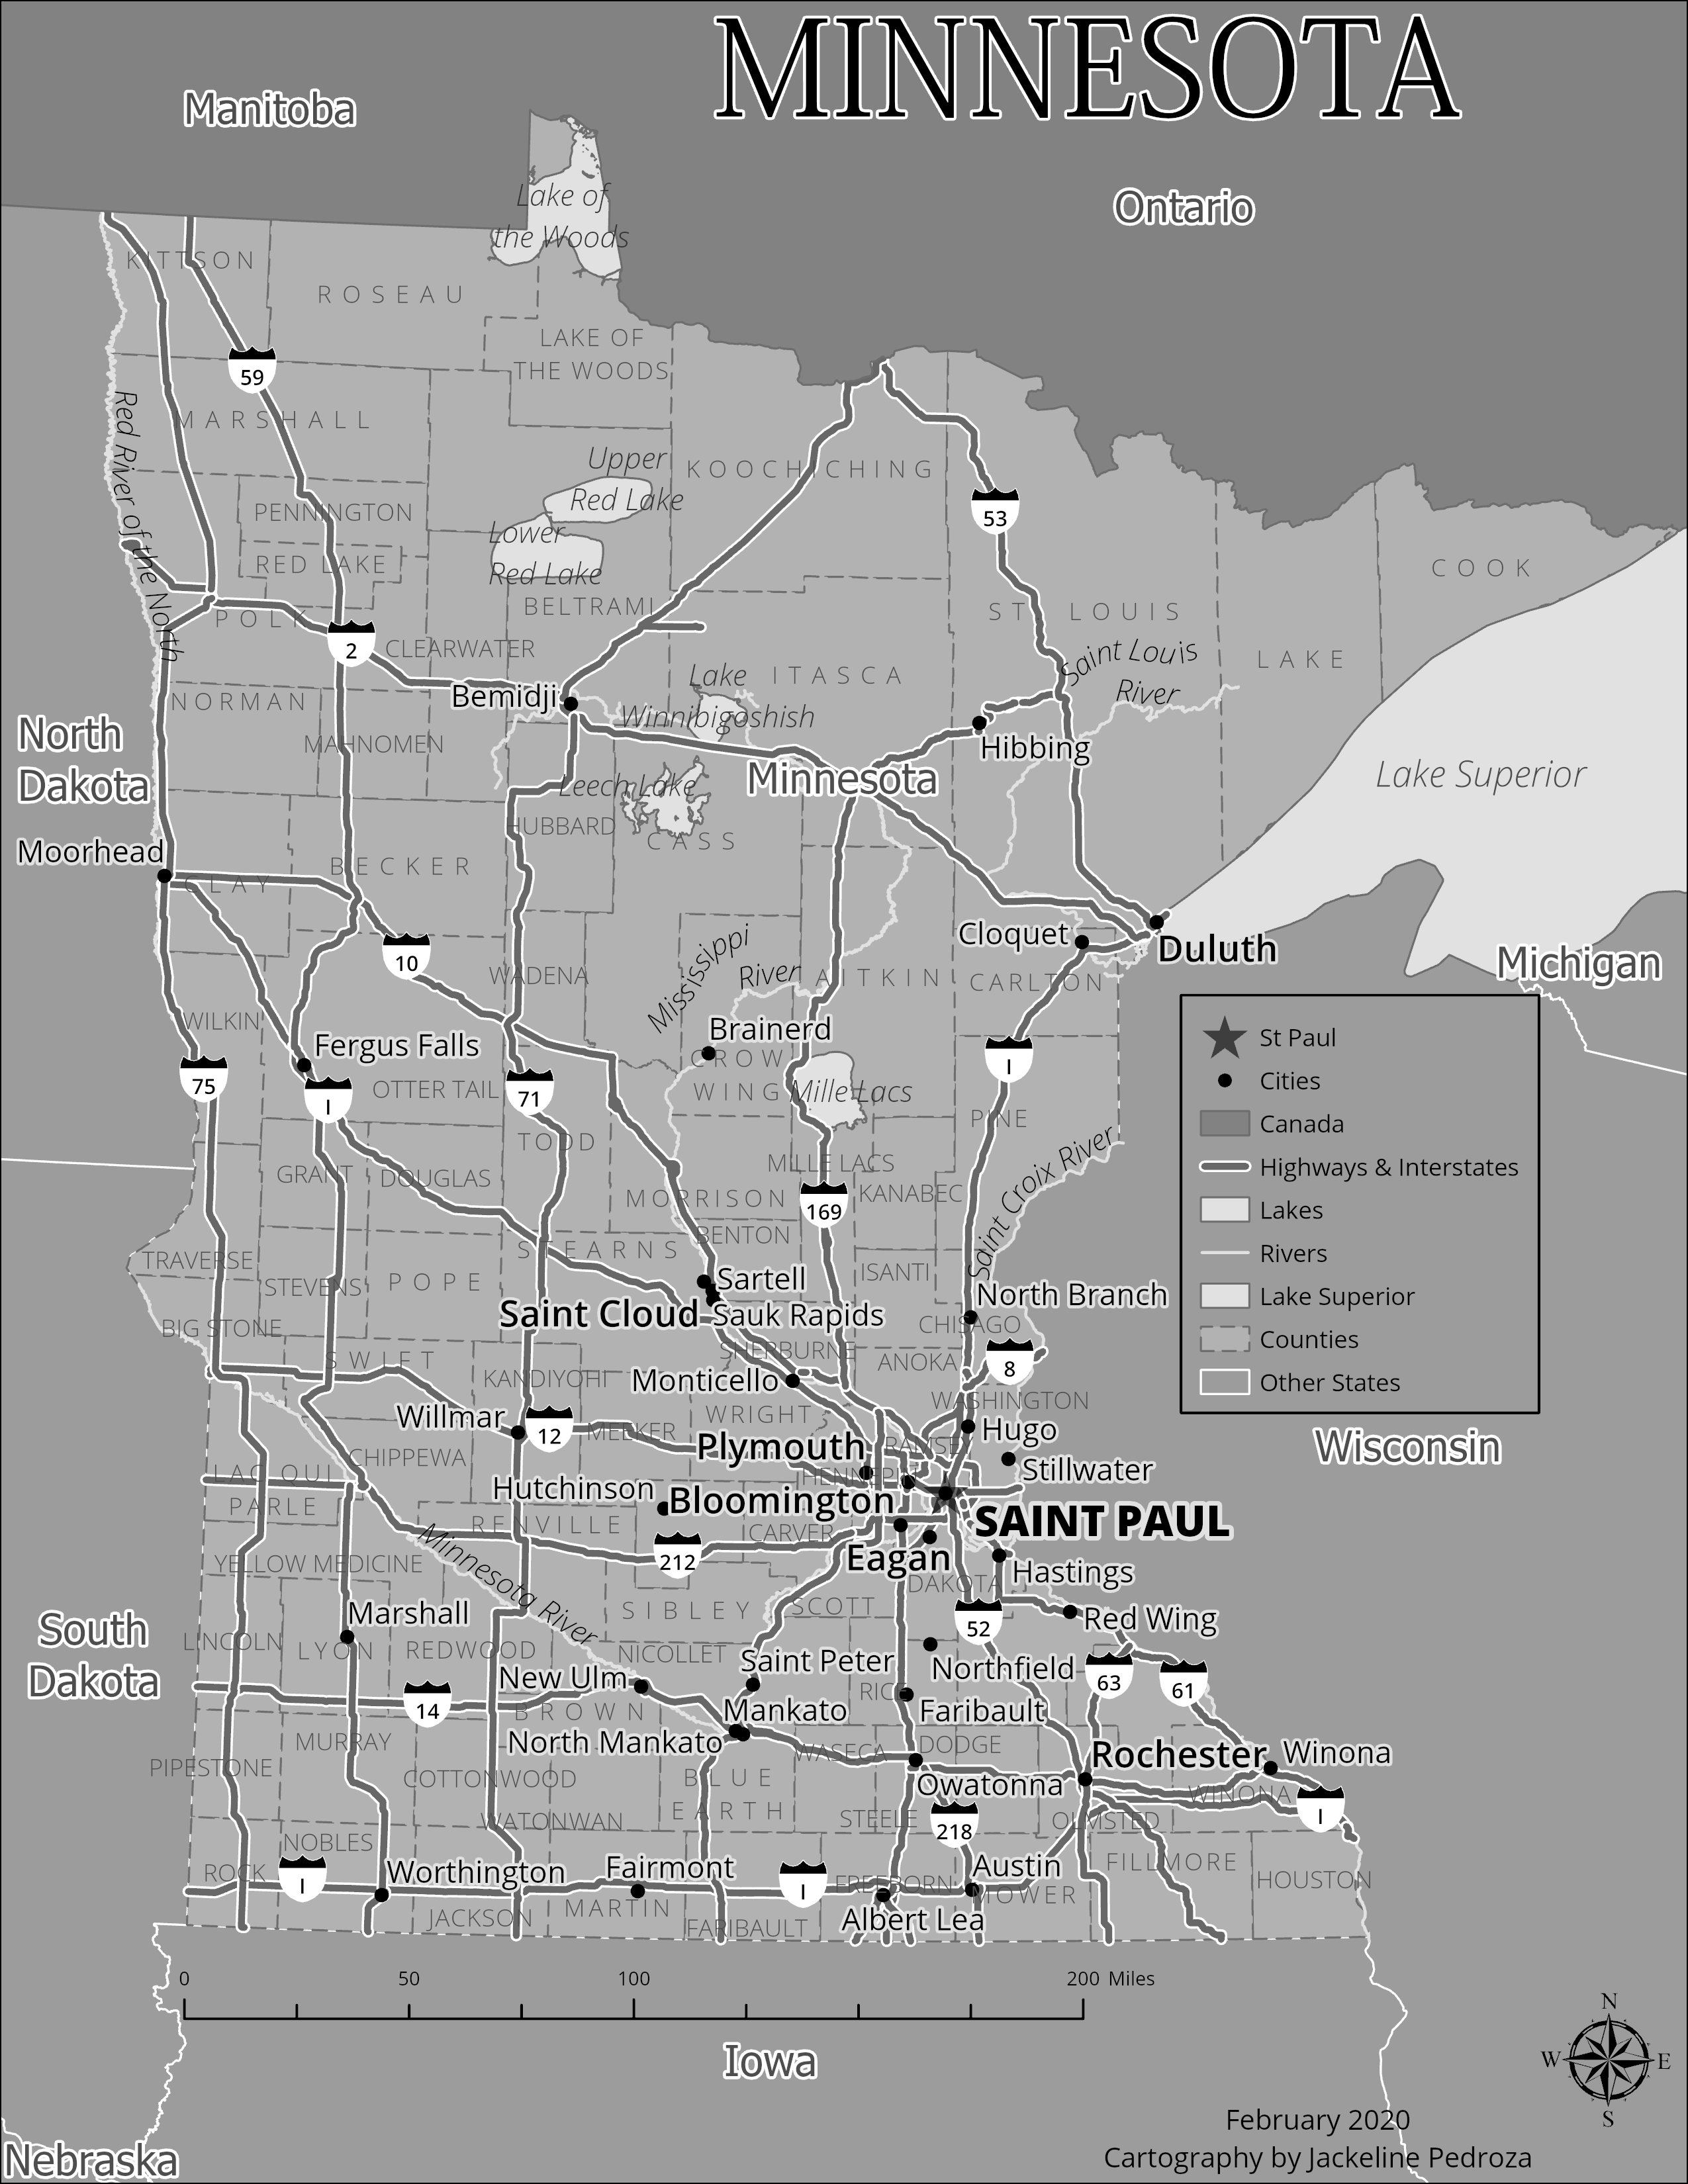 MINNESOTA
Manitoba
Ontario
Lake of
the Woods
KITTSON
ROSEAU
LAKE OF
THE WOODS
59
MARSHALL
Red River of the North
Upper
Red Lake
KOOCHICHING
53
PENNINGTON
Lower
Red Lake
RED LAKE
COOK
BELTRAMI
ST LOUIS
POLK
2
CLEARWATER
Saint Louis
River
LAKE
Lake
Winnibigoshish
ITASCA
Bemidji
NORMAN
North
Dakota
MAHNOMEN
Hibbing
Minnesota
Lake Superior
Leech Lake
HUBBARD
CASS
Moorhead
BECKER
CLAY
Cloquet
Duluth
10
Mississippi
River
WADENA
AITKIN
CARLTON
Michigan
WILKIN
Brainerd
Fergus Falls
CROW
WING
75
I
OTTER TAIL
71
Mille Lacs
I
PINE
TODD
St Paul
Cities
Canada
Highways & Interstates
Lakes
Rivers
Lake Superior
Counties
Other States
GRANT
DOUGLAS
MILLE LACS
MORRISON
KANABEC
169
Saint Croix River
BENTON
STEARNS
TRAVERSE
STEVENS
POPE
ISANTI
Sartell
North Branch
Saint Cloud
Sauk Rapids
CHISAGO
BIG STONE
SWIFT
SHERBURNE
ANOKA
8
KANDIYOHI
Monticello
WASHINGTON
Willmar
12
MEEKER
WRIGHT
Hugo
Wisconsin
CHIPPEWA
Plymouth
RAMSEY
HENNEPIN
Stillwater
LAC QUI
PARLE
Hutchinson
Bloomington
SAINT PAUL
RENVILLE
CARVER
212
Eagan
YELLOW MEDICINE
Minnesota River
DAKOTA
Hastings
Marshall
SIBLEY
SCOTT
52
Red Wing
South
Dakota
LINCOLN
LYON
REDWOOD
NICOLLET
Saint Peter
Northfield
63
61
New Ulm
RICE
14
BROWN
Mankato
Faribault
MURRAY
North Mankato
WASECA
DODGE
Rochester
Winona
PIPESTONE
COTTONWOOD
BLUE
EARTH
Owatonna
WINONA
WATONWAN
STEELE
218
OLMSTED
I
NOBLES
ROCK
I
Worthington
Fairmont
I
FREEBORN
Austin
MOWER
FILLMORE
HOUSTON
JACKSON
MARTIN
FARIBAULT
Albert Lea
0 50 100 200 Miles
Iowa
N
W E
S
February 2020
Cartography by Jackeline Pedroza
Nebraska